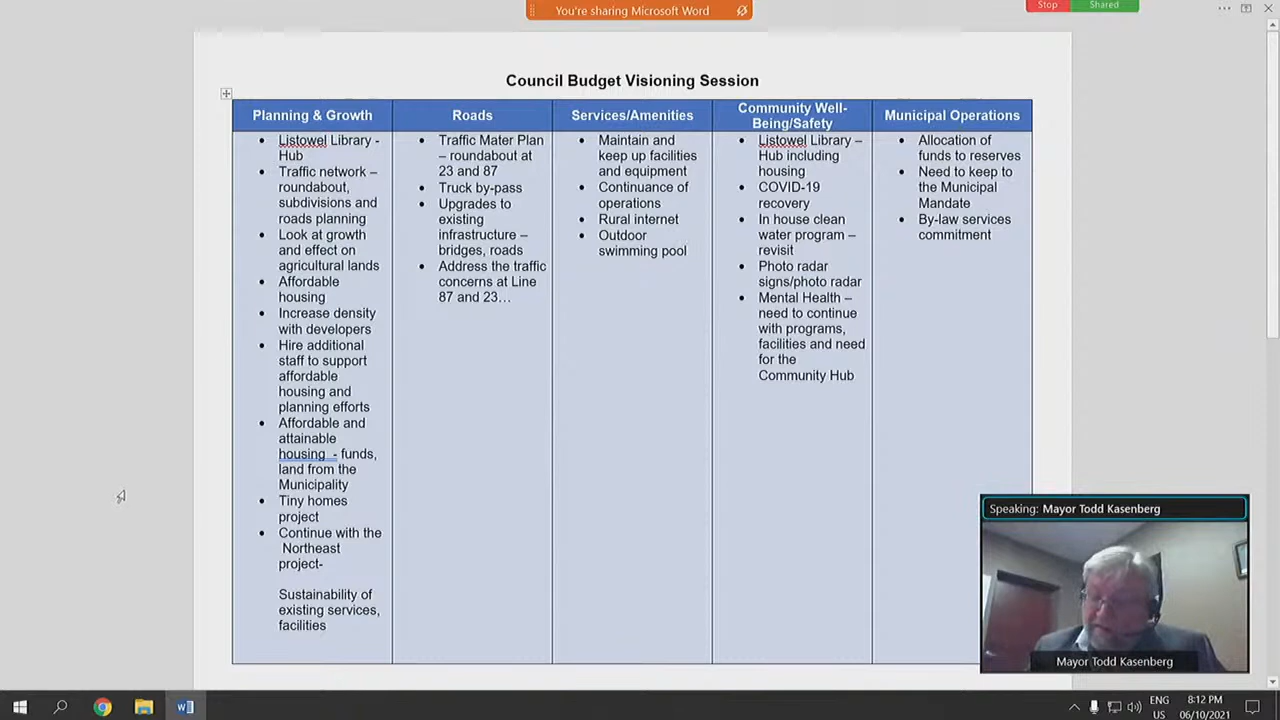 You're sharing Microsoft Word
Stop
Shared
Council Budget Visioning Session
Planning & Growth
Roads
Services/Amenities
Community Well-
Being/Safety
Municipal Operations
• Listowel Library -
Hub
• Traffic network –
roundabout,
subdivisions and
roads planning
• Look at growth
and effect on
agricultural lands
• Affordable
housing
• Increase density
with developers
• Hire additional
staff to support
affordable
housing and
planning efforts
• Affordable and
attainable
housing - funds,
land from the
Municipality
• Tiny homes
project
• Continue with the
Northeast
project-
Sustainability of
existing services,
facilities
• Traffic Mater Plan
– roundabout at
23 and 87
• Truck by-pass
• Upgrades to
existing
infrastructure –
bridges, roads
• Address the traffic
concerns at Line
87 and 23…
• Maintain and
keep up facilities
and equipment
• Continuance of
operations
• Rural internet
• Outdoor
swimming pool
• Listowel Library –
Hub including
housing
• COVID-19
recovery
• In house clean
water program –
revisit
• Photo radar
signs/photo radar
• Mental Health –
need to continue
with programs,
facilities and need
for the
Community Hub
• Allocation of
funds to reserves
• Need to keep to
the Municipal
Mandate
• By-law services
commitment
Speaking: Mayor Todd Kasenberg
Mayor Todd Kasenberg
ENG
US
8:12 PM
06/10/2021